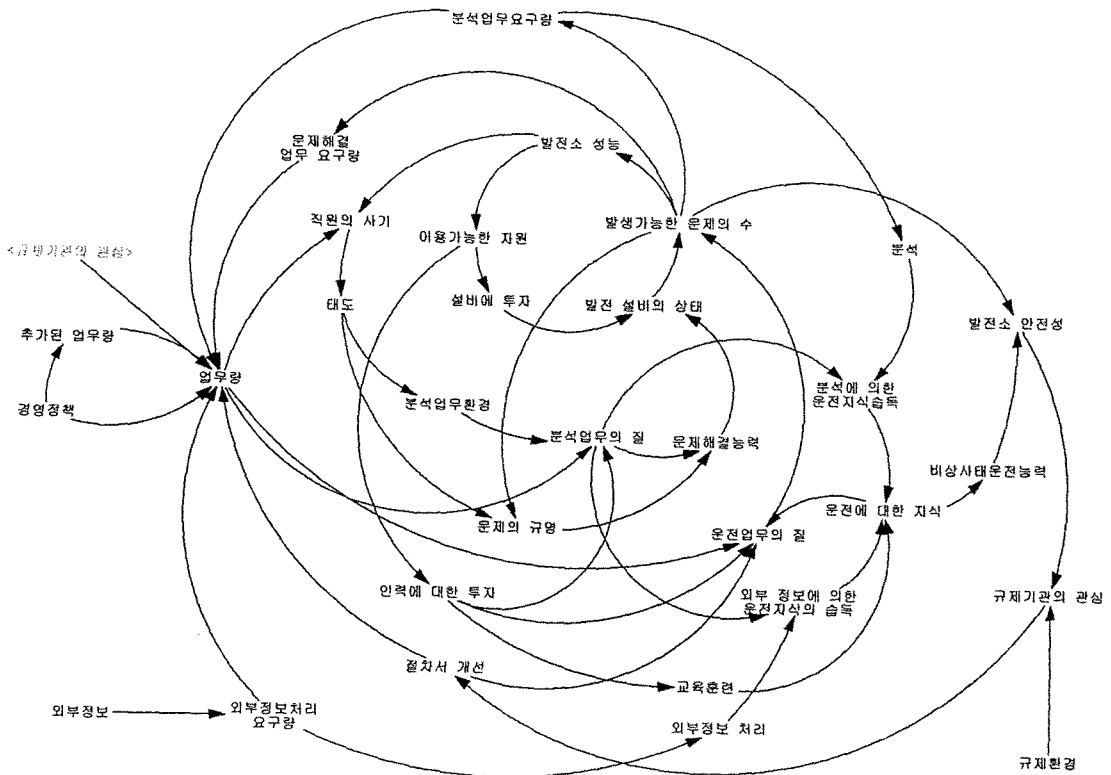 분석업무요구량
문제해결
업무 요구량
발전소 성능
직원의 사기
이용가능한 자원
발생가능한 문제의 수
분석
<규제기관의 관심>
설비에 투자
발전 설비의 상태
태도
발전소 안전성
추가된 업무량
업무량
경영정책
분석업무환경
분석에 의한
운전지식습득
분석업무의 질
문제해결능력
비상사태운전능력
문제의 규명
운전에 대한 지식
운전업무의 질
인력에 대한 투자
외부 정보에 의한
운전지식의 습득
규제기관의 관심
절차서 개선
교육훈련
외부정보
외부정보처리
요구량
외부정보 처리
규제환경